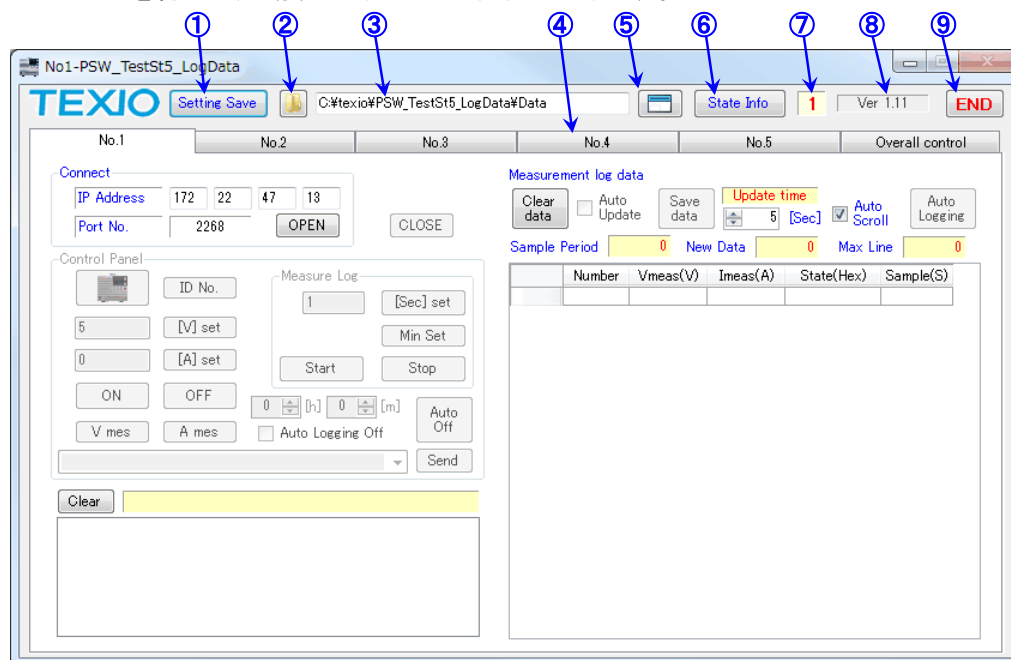 ① ② ③ ④ ⑤ ⑥ ⑦ ⑧ ⑨
No1-PSW_TestSt5_LogData
TEXIO Setting Save C:¥texio¥PSW_TestSt5_LogData¥Data State Info 1 Ver 1.11 END
No.1 No.2 No.3 No.4 No.5 Overall control
Connect
IP Address 172 22 47 13
Port No. 2268 OPEN CLOSE
Control Panel
ID No.
5 [V] set
0 [A] set
ON OFF
V mes A mes
Measure Log
1 [Sec] set
Min Set
Start Stop
0 [h] 0 [m]
Auto Logging Off
Auto
Off
Send
Clear
Measurement log data
Clear
data
Auto
Update
Save
data
Update time
5 [Sec]
Auto
Scroll
Auto
Logging
Sample Period 0 New Data 0 Max Line 0
Number Vmeas(V) Imeas(A) State(Hex) Sample(S)